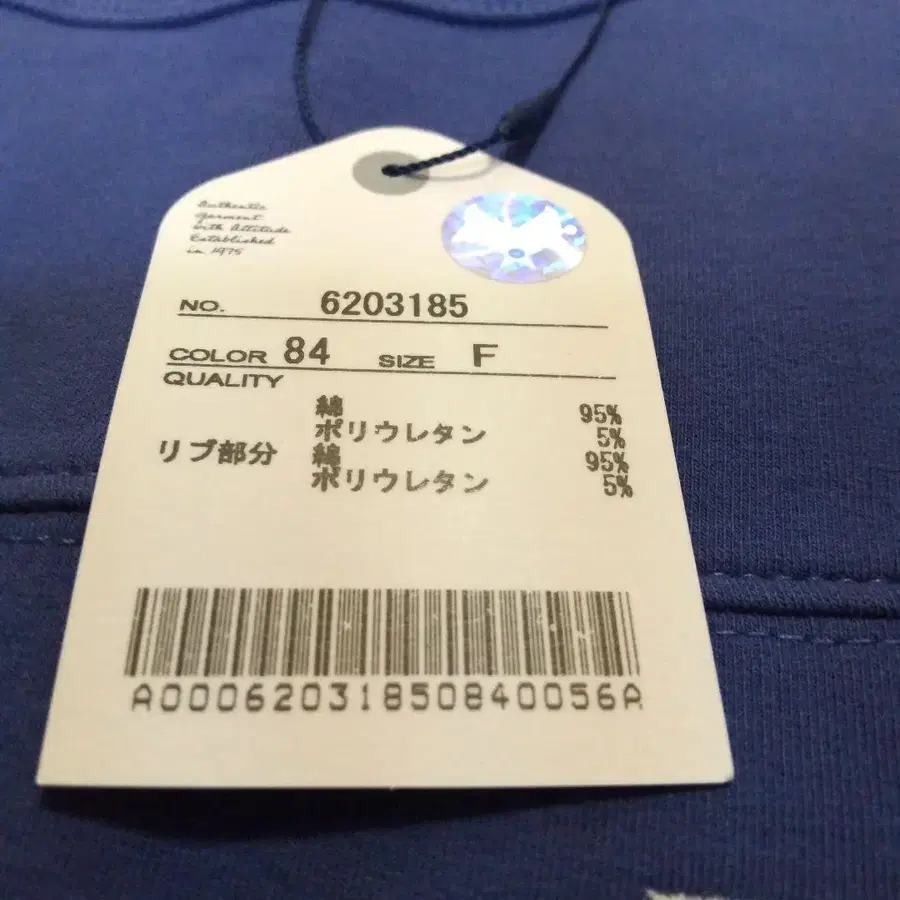 Authentic
garment
with Attitude
Established
in 1975
NO. 6203185
COLOR 84 SIZE F
QUALITY
綿 95%
ポリウレタン 5%
リブ部分 綿 95%
ポリウレタン 5%
A00062031850840056A